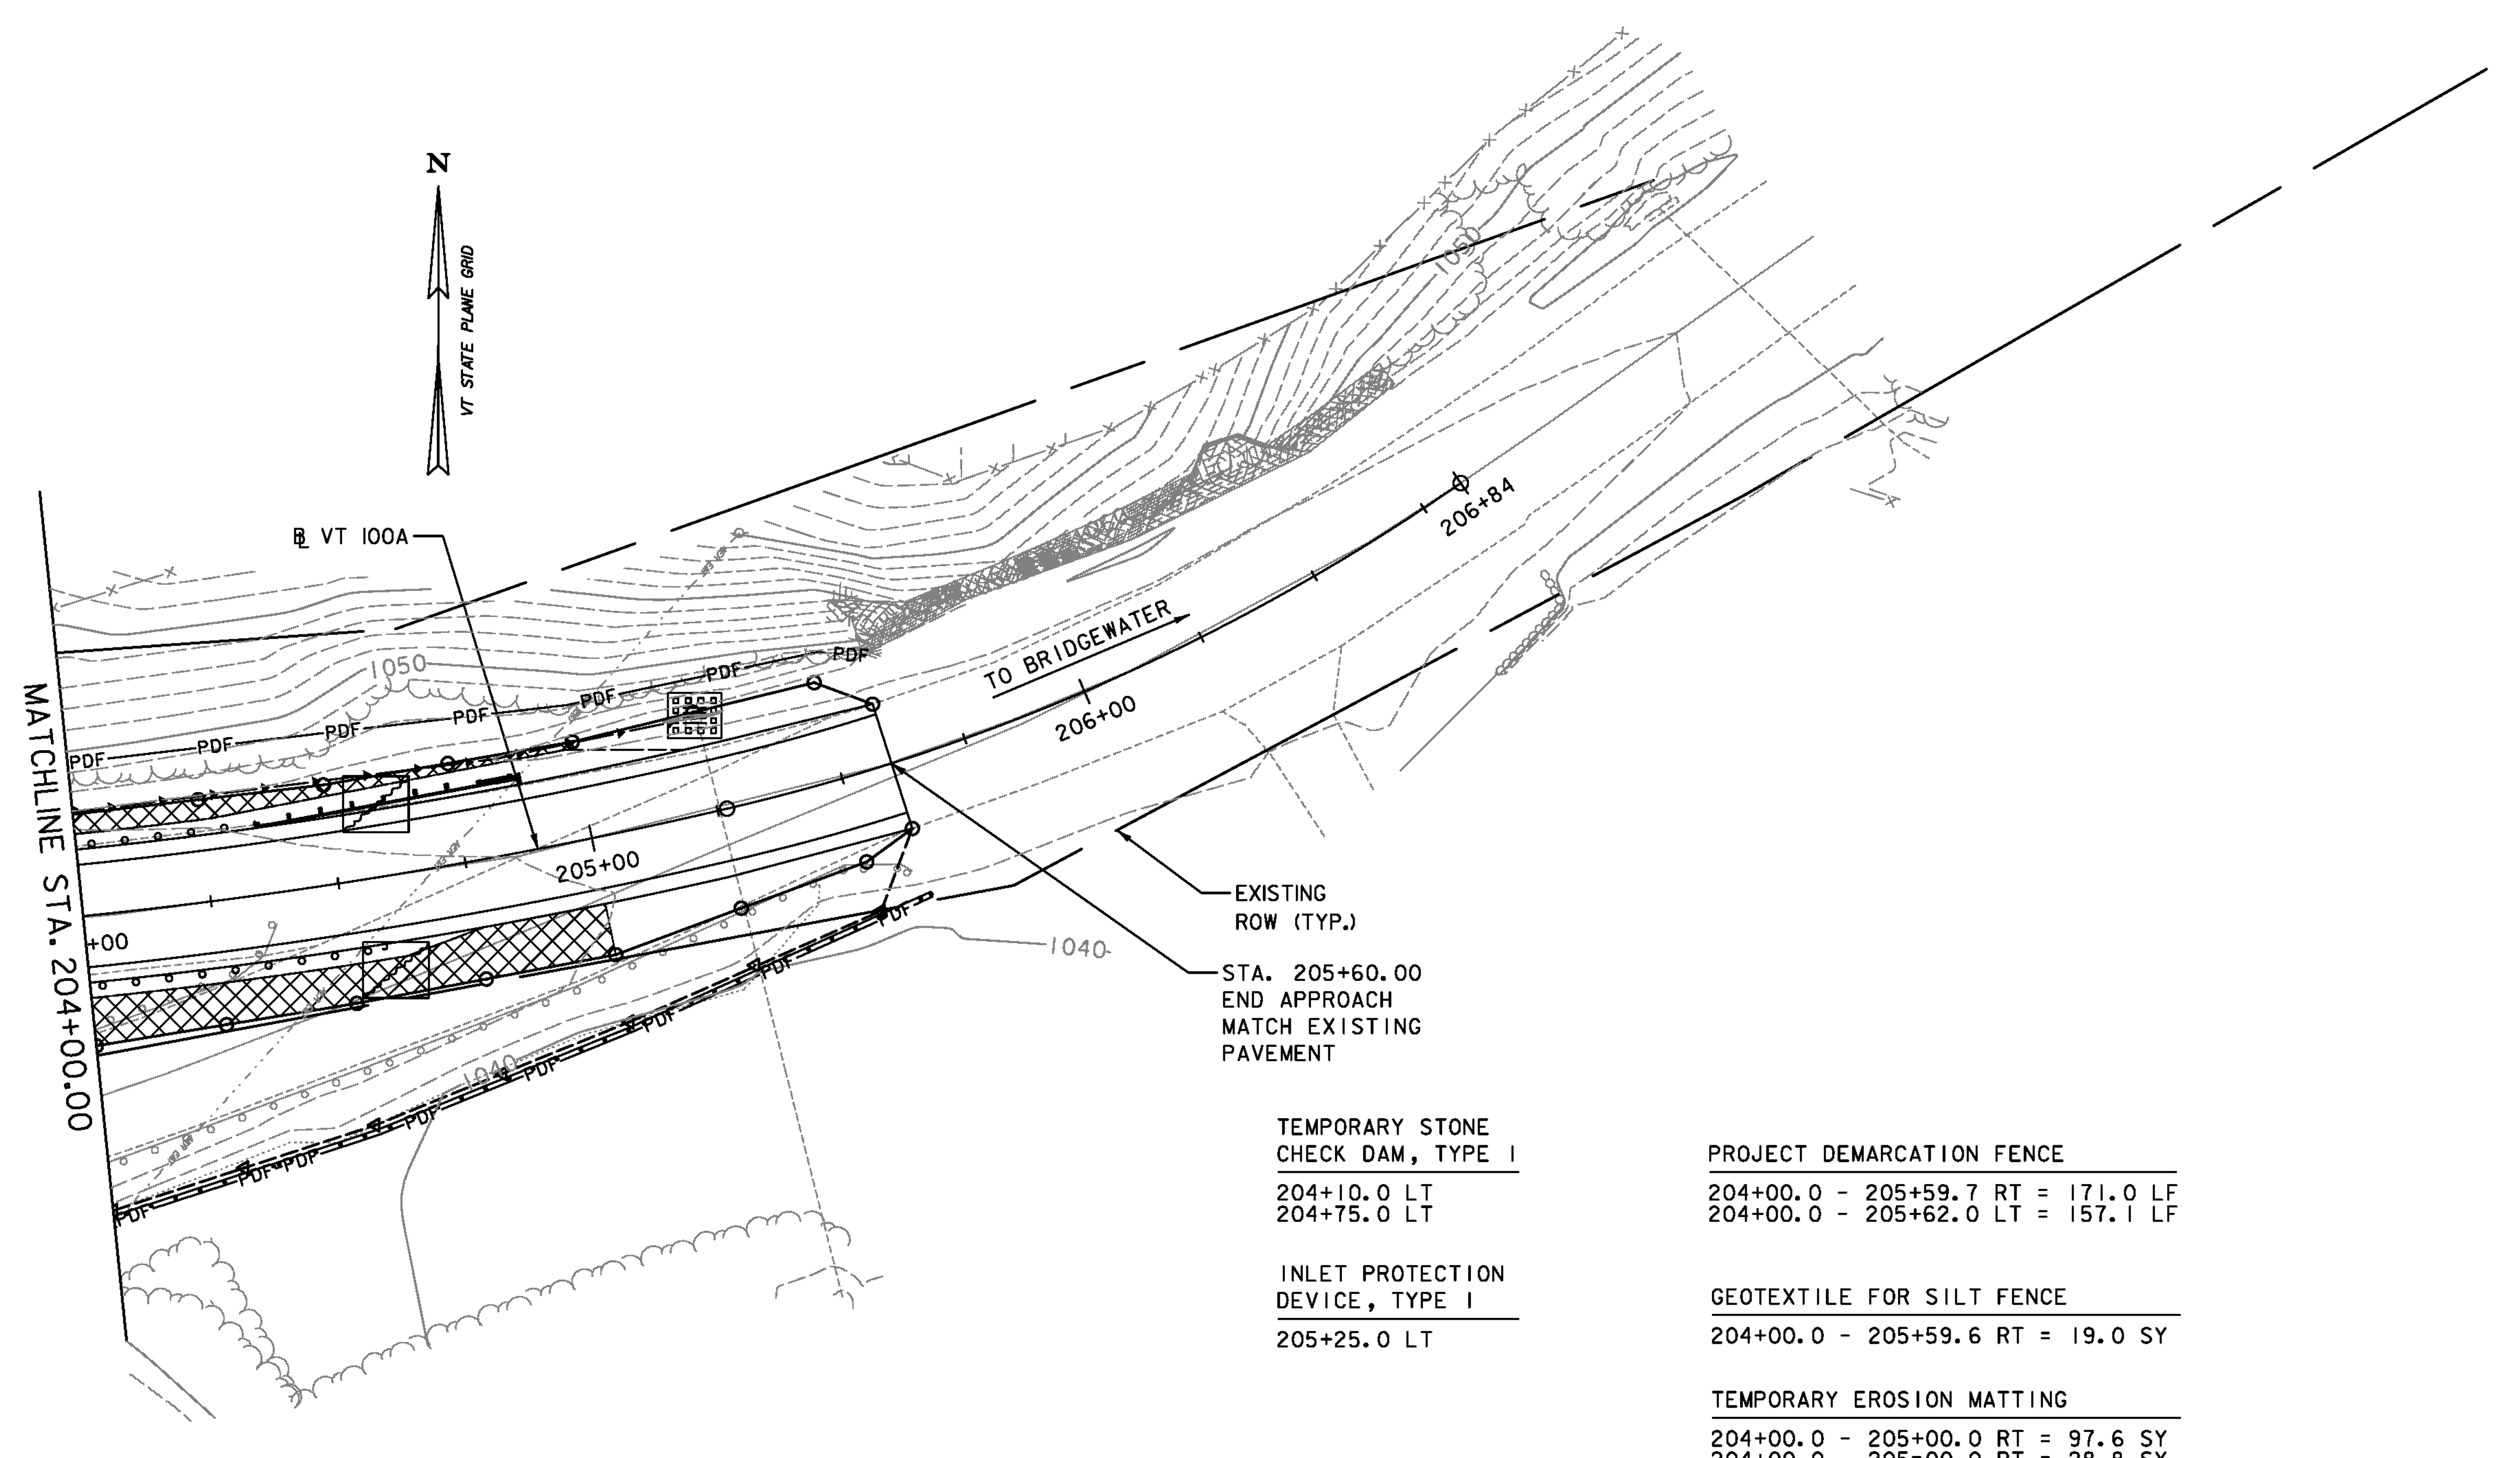 N
VT STATE PLANE GRID
BL VT 100A
1050
1050
206+84
TO BRIDGEWATER
206+00
205+00
PDF
PDF
PDF
PDF
PDF
PDF
PDF
MATCHLINE STA. 204+00.00
+00
1040
1040
PDF
PDF
PDF
PDF
PDF
PDF
PDF
PDF
EXISTING
ROW (TYP.)
STA. 205+60.00
END APPROACH
MATCH EXISTING
PAVEMENT
TEMPORARY STONE
CHECK DAM, TYPE I
204+10.0 LT
204+75.0 LT
INLET PROTECTION
DEVICE, TYPE I
205+25.0 LT
PROJECT DEMARCATION FENCE
204+00.0 - 205+59.7 RT = 171.0 LF
204+00.0 - 205+62.0 LT = 157.1 LF
GEOTEXTILE FOR SILT FENCE
204+00.0 - 205+59.6 RT = 19.0 SY
TEMPORARY EROSION MATTING
204+00.0 - 205+00.0 RT = 97.6 SY